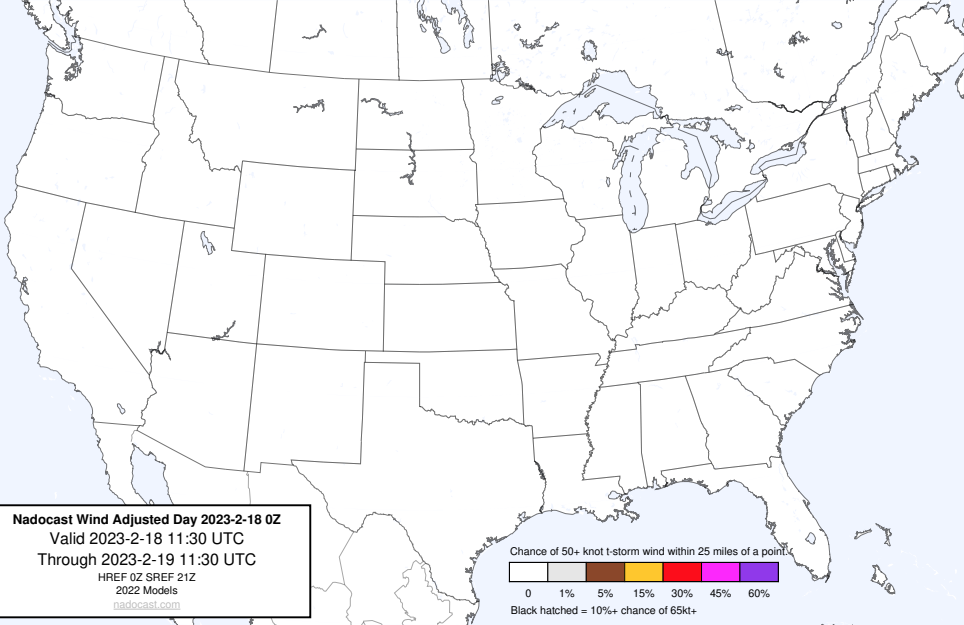 Nadocast Wind Adjusted Day 2023-2-18 0Z
Valid 2023-2-18 11:30 UTC
Through 2023-2-19 11:30 UTC
HREF 0Z SREF 21Z
2022 Models
nadocast.com
Chance of 50+ knot t-storm wind within 25 miles of a point.
0 1% 5% 15% 30% 45% 60%
Black hatched = 10%+ chance of 65kt+